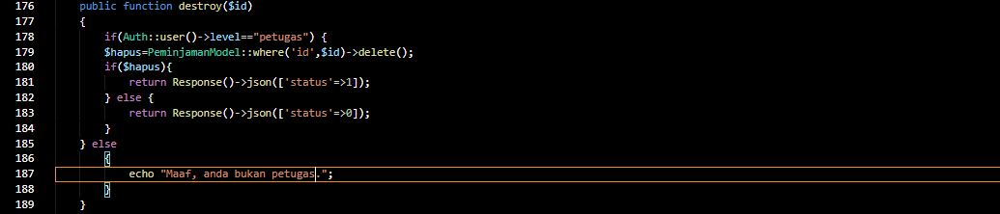 176 public function destroy($id)
177 {
178 if(Auth::user()->level=="petugas") {
179 $hapus=PeminjamanModel::where('id',$id)->delete();
180 if($hapus){
181 return Response()->json(['status'=>1]);
182 } else {
183 return Response()->json(['status'=>0]);
184 }
185 } else
186 {
187 echo "Maaf, anda bukan petugas.";
188 }
189 }